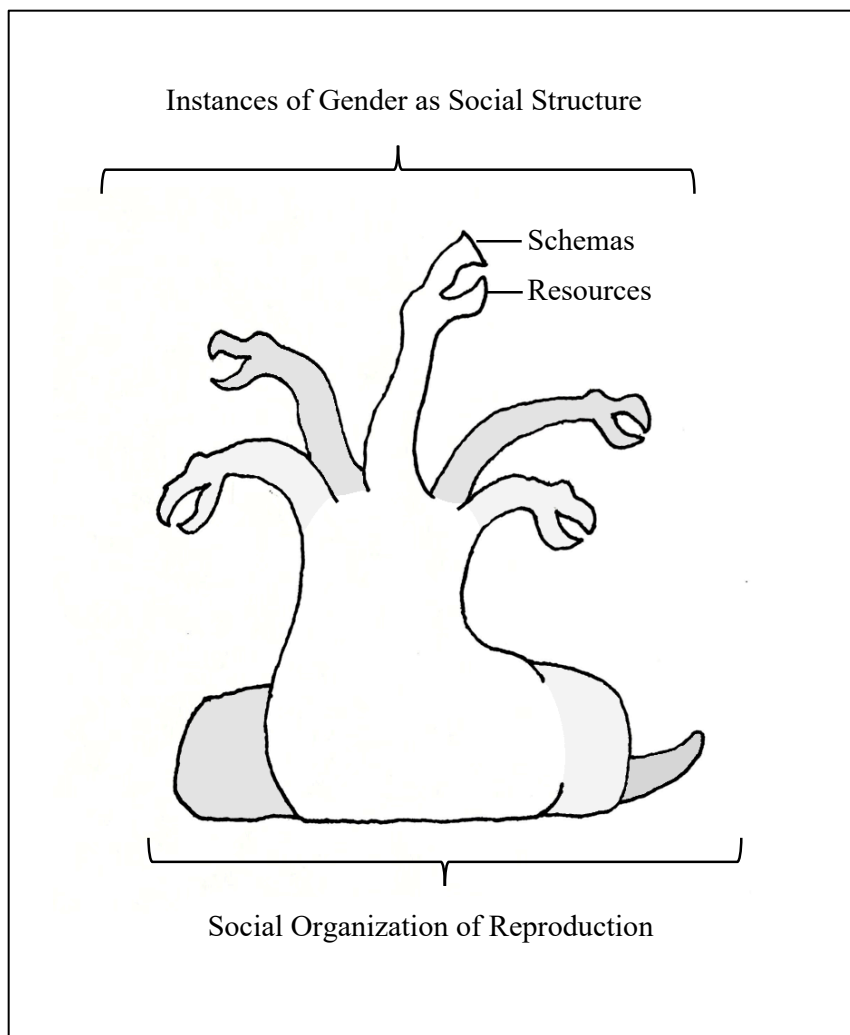 Instances of Gender as Social Structure
Schemas
Resources
Social Organization of Reproduction